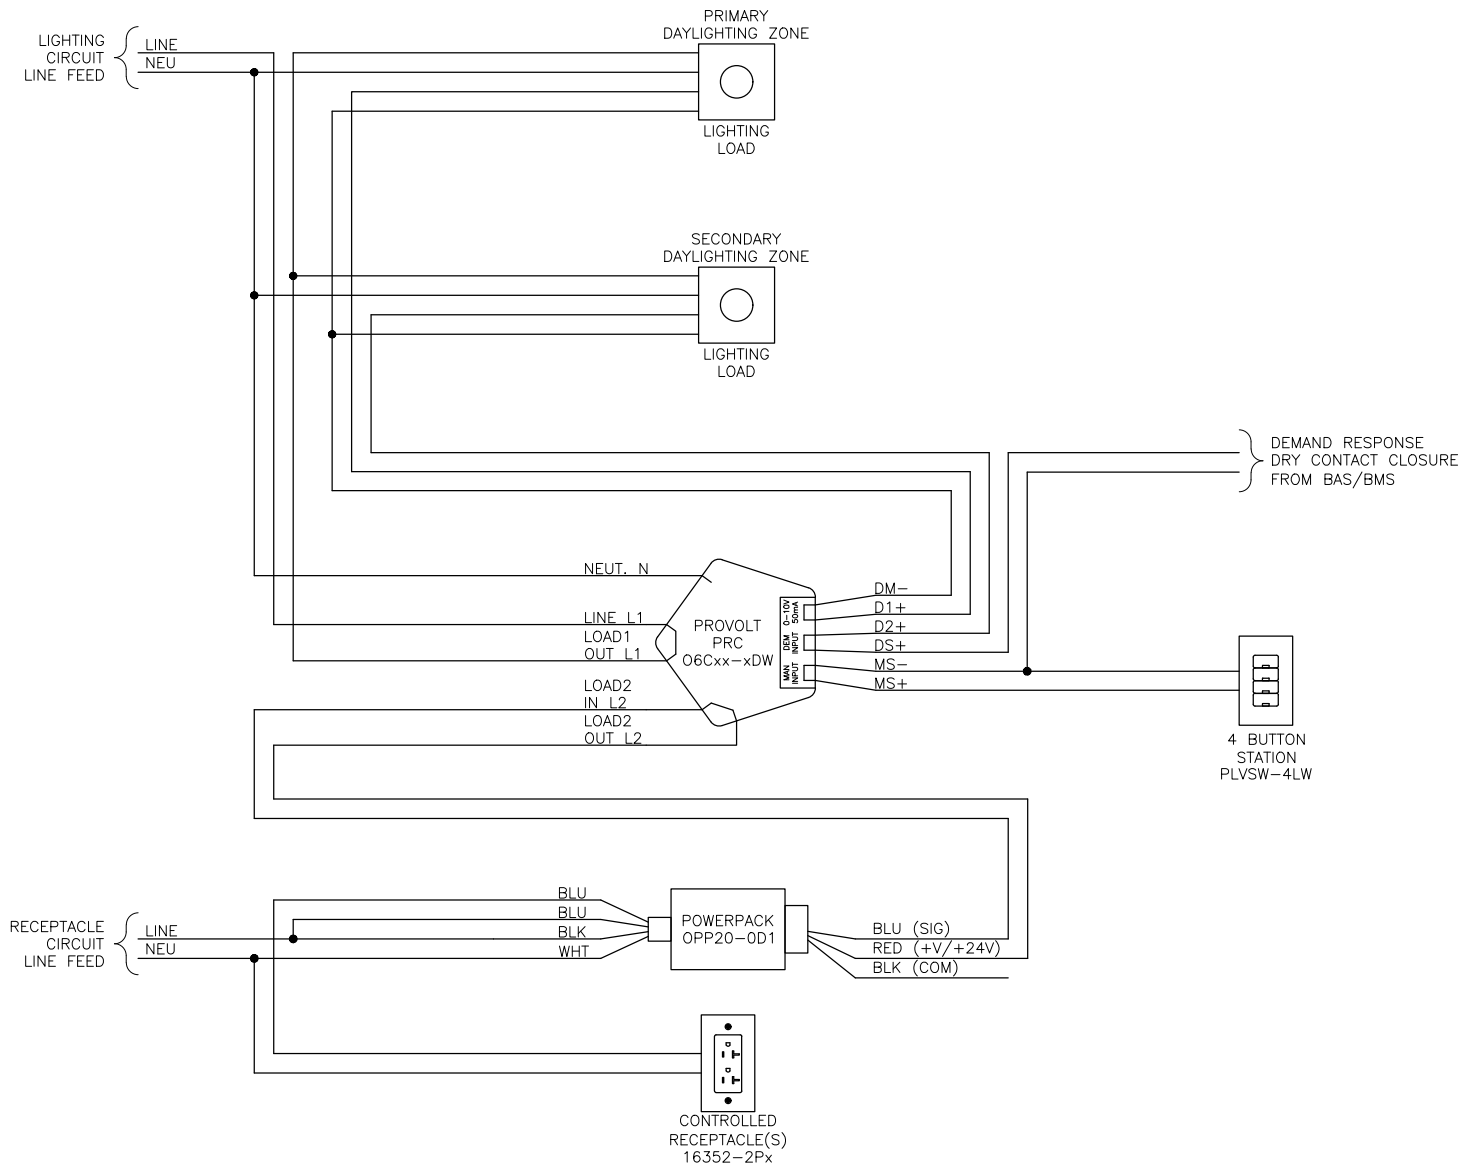 PRIMARY
DAYLIGHTING ZONE
LIGHTING
CIRCUIT
LINE FEED
LINE
NEU
LIGHTING
LOAD
SECONDARY
DAYLIGHTING ZONE
LIGHTING
LOAD
DEMAND RESPONSE
DRY CONTACT CLOSURE
FROM BAS/BMS
NEUT. N
LINE L1
LOAD1
OUT L1
LOAD2
IN L2
LOAD2
OUT L2
PROVOLT
PRC
O6Cxx-xDW
0-10V
50mA
DEM
INPUT
MAN
INPUT
DM-
D1+
D2+
DS+
MS-
MS+
4 BUTTON
STATION
PLVSW-4LW
RECEPTACLE
CIRCUIT
LINE FEED
LINE
NEU
BLU
BLU
BLK
WHT
POWERPACK
OPP20-0D1
BLU (SIG)
RED (+V/+24V)
BLK (COM)
CONTROLLED
RECEPTACLE(S)
16352-2Px